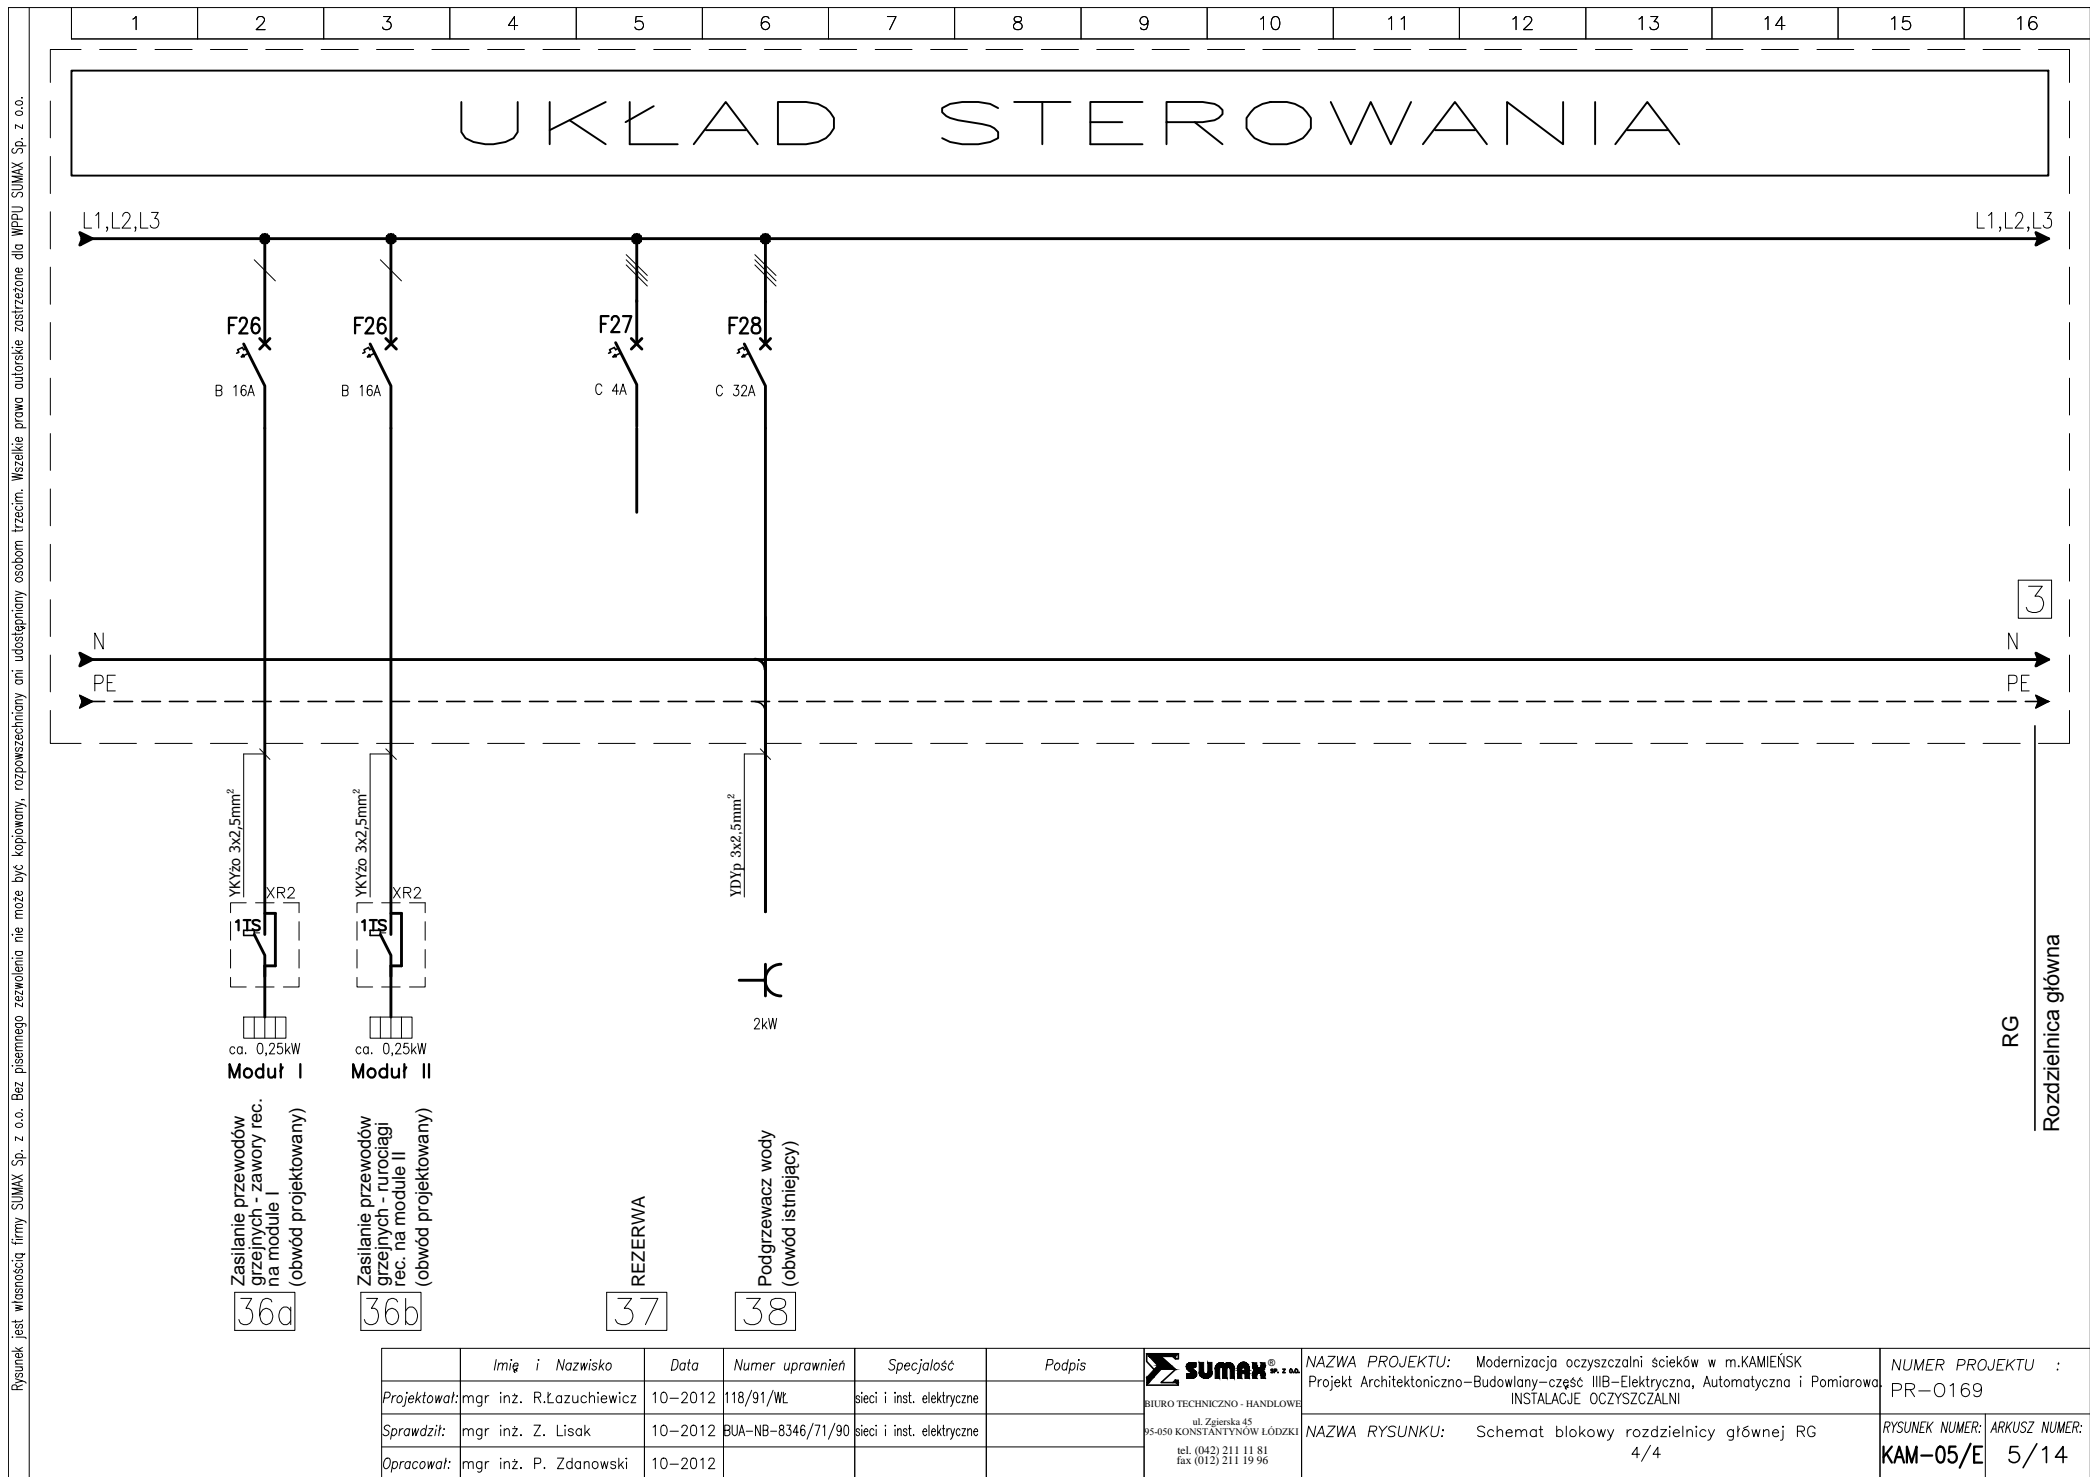 1 2 3 4 5 6 7 8 9 10 11 12 13 14 15 16
UKŁAD STEROWANIA
L1,L2,L3
L1,L2,L3
F26
F26
F27
F28
B 16A
B 16A
C 4A
C 32A
3
N
N
PE
PE
YKYżo 3x2,5mm²
YKYżo 3x2,5mm²
YDYp 3x2,5mm²
XR2
XR2
1TS
1TS
ca. 0,25kW
ca. 0,25kW
2kW
Moduł I
Moduł II
Zasilanie przewodów
grzejnych - zawory rec.
na module I
(obwód projektowany)
Zasilanie przewodów
grzejnych - rurociągi
rec. na module II
(obwód projektowany)
REZERWA
Podgrzewacz wody
(obwód istniejący)
RG
Rozdzielnica główna
36a
36b
37
38
Rysunek jest własnością firmy SUMAX Sp. z o.o. Bez pisemnego zezwolenia nie może być kopiowany, rozpowszechniany ani udostępniany osobom trzecim. Wszelkie prawa autorskie zastrzeżone dla WPPU SUMAX Sp. z o.o.
Imię i Nazwisko Data Numer uprawnień Specjalość Podpis
Projektował: mgr inż. R.Łazuchiewicz 10-2012 118/91/WŁ sieci i inst. elektryczne
Sprawdził: mgr inż. Z. Lisak 10-2012 BUA-NB-8346/71/90 sieci i inst. elektryczne
Opracował: mgr inż. P. Zdanowski 10-2012
SUMAX® SP. Z O.O.
BIURO TECHNICZNO - HANDLOWE
ul. Zgierska 45
95-050 KONSTANTYNÓW ŁÓDZKI
tel. (042) 211 11 81
fax (012) 211 19 96
NAZWA PROJEKTU: Modernizacja oczyszczalni ścieków w m.KAMIEŃSK
Projekt Architektoniczno-Budowlany-część IIIB-Elektryczna, Automatyczna i Pomiarowa,
INSTALACJE OCZYSZCZALNI
NAZWA RYSUNKU: Schemat blokowy rozdzielnicy głównej RG
4/4
NUMER PROJEKTU :
PR-0169
RYSUNEK NUMER: ARKUSZ NUMER:
KAM-05/E 5/14